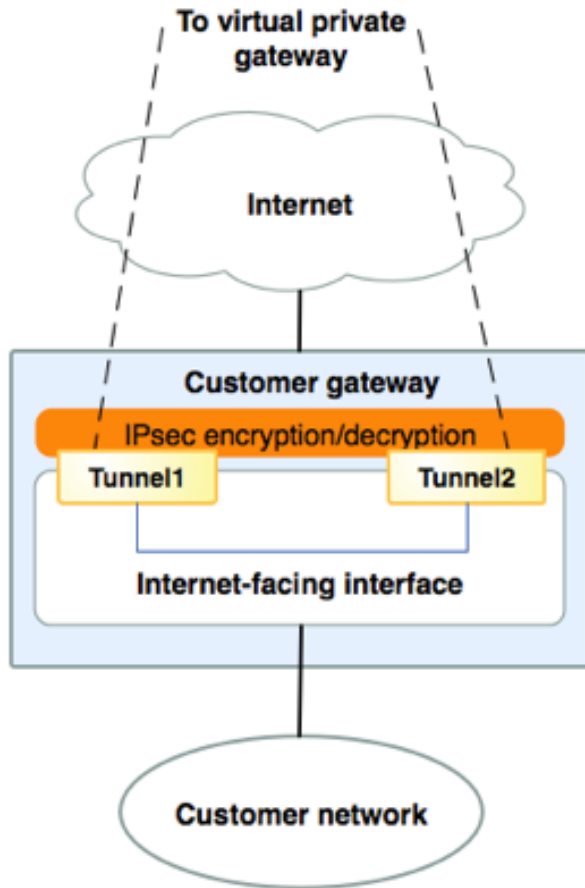 To virtual private
gateway
Internet
Customer gateway
IPsec encryption/decryption
Tunnel1
Tunnel2
Internet-facing interface
Customer network